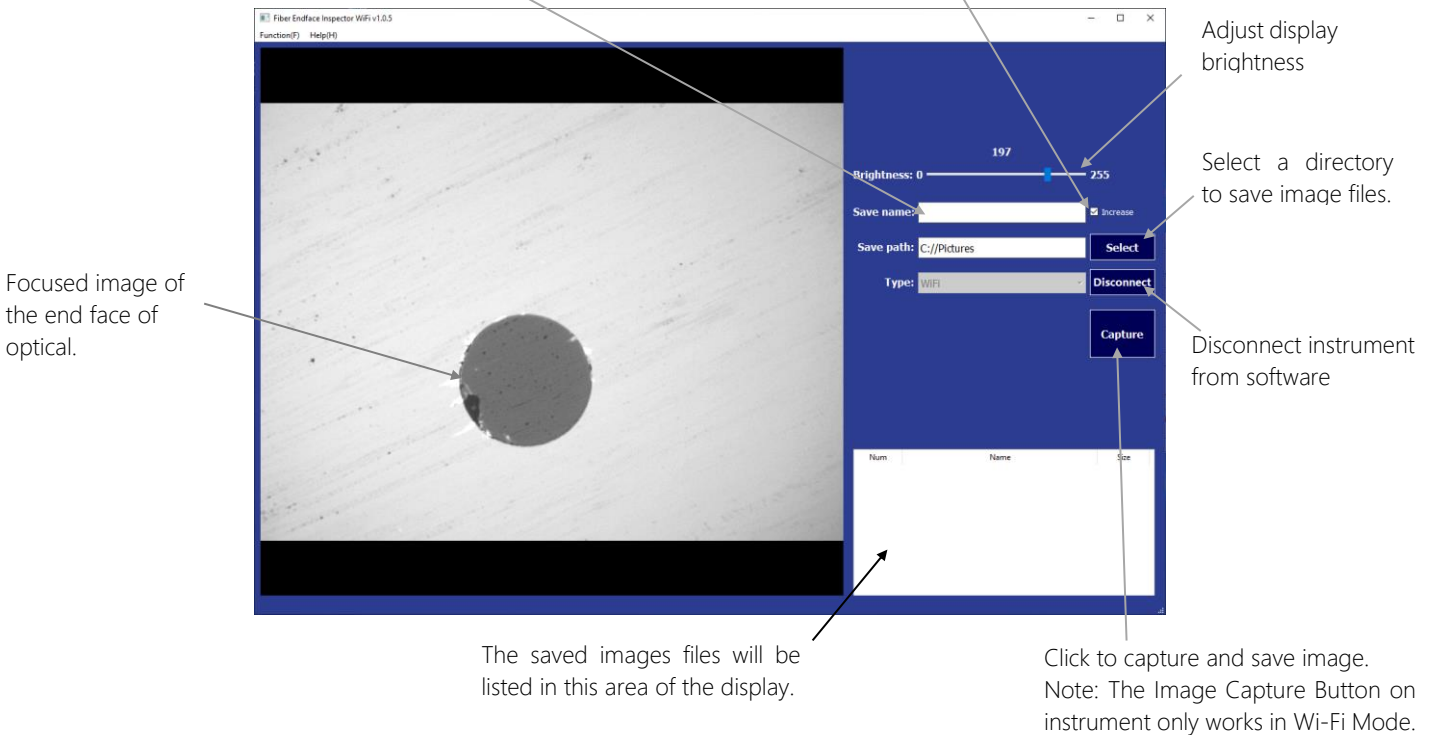 Fiber Endface Inspector WiFi v1.0.5
Function(F) Help(H)
Adjust display
brightness
197
Brightness: 0 255
Select a directory
to save image files.
Save name: Increase
Save path: C://Pictures Select
Type: WiFi Disconnect
Focused image of
the end face of
optical.
Capture
Disconnect instrument
from software
Num Name Size
The saved images files will be
listed in this area of the display.
Click to capture and save image.
Note: The Image Capture Button on
instrument only works in Wi-Fi Mode.